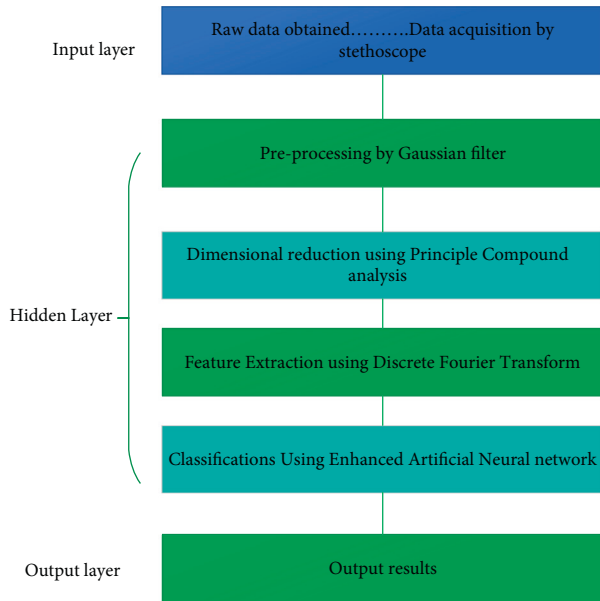 Input layer
Raw data obtained……….Data acquisition by
stethoscope
Pre-processing by Gaussian filter
Dimensional reduction using Principle Compound
analysis
Hidden Layer
Feature Extraction using Discrete Fourier Transform
Classifications Using Enhanced Artificial Neural network
Output layer
Output results